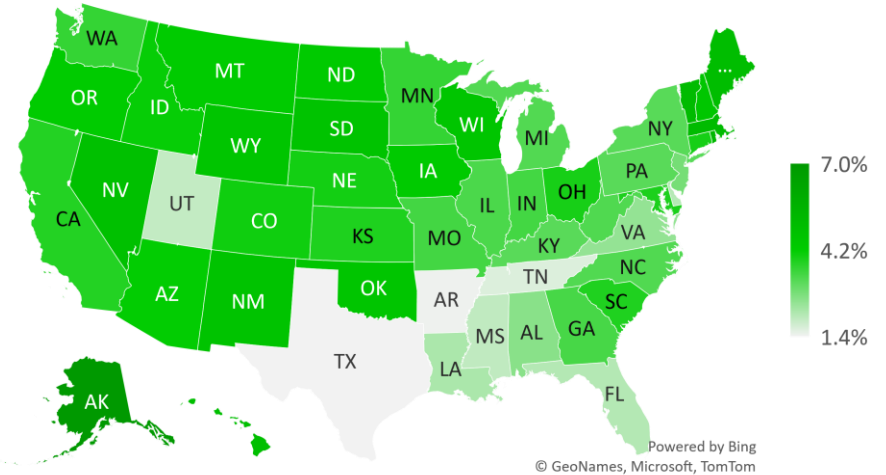 WA
MT
ND
MN
OR
ID
SD
WI
MI
NY
...
WY
NE
IA
PA
NV
UT
CO
IL
IN
OH
CA
KS
MO
KY
VA
AZ
NM
OK
AR
TN
NC
SC
TX
LA
MS
AL
GA
FL
AK
7.0%
4.2%
1.4%
Powered by Bing
© GeoNames, Microsoft, TomTom